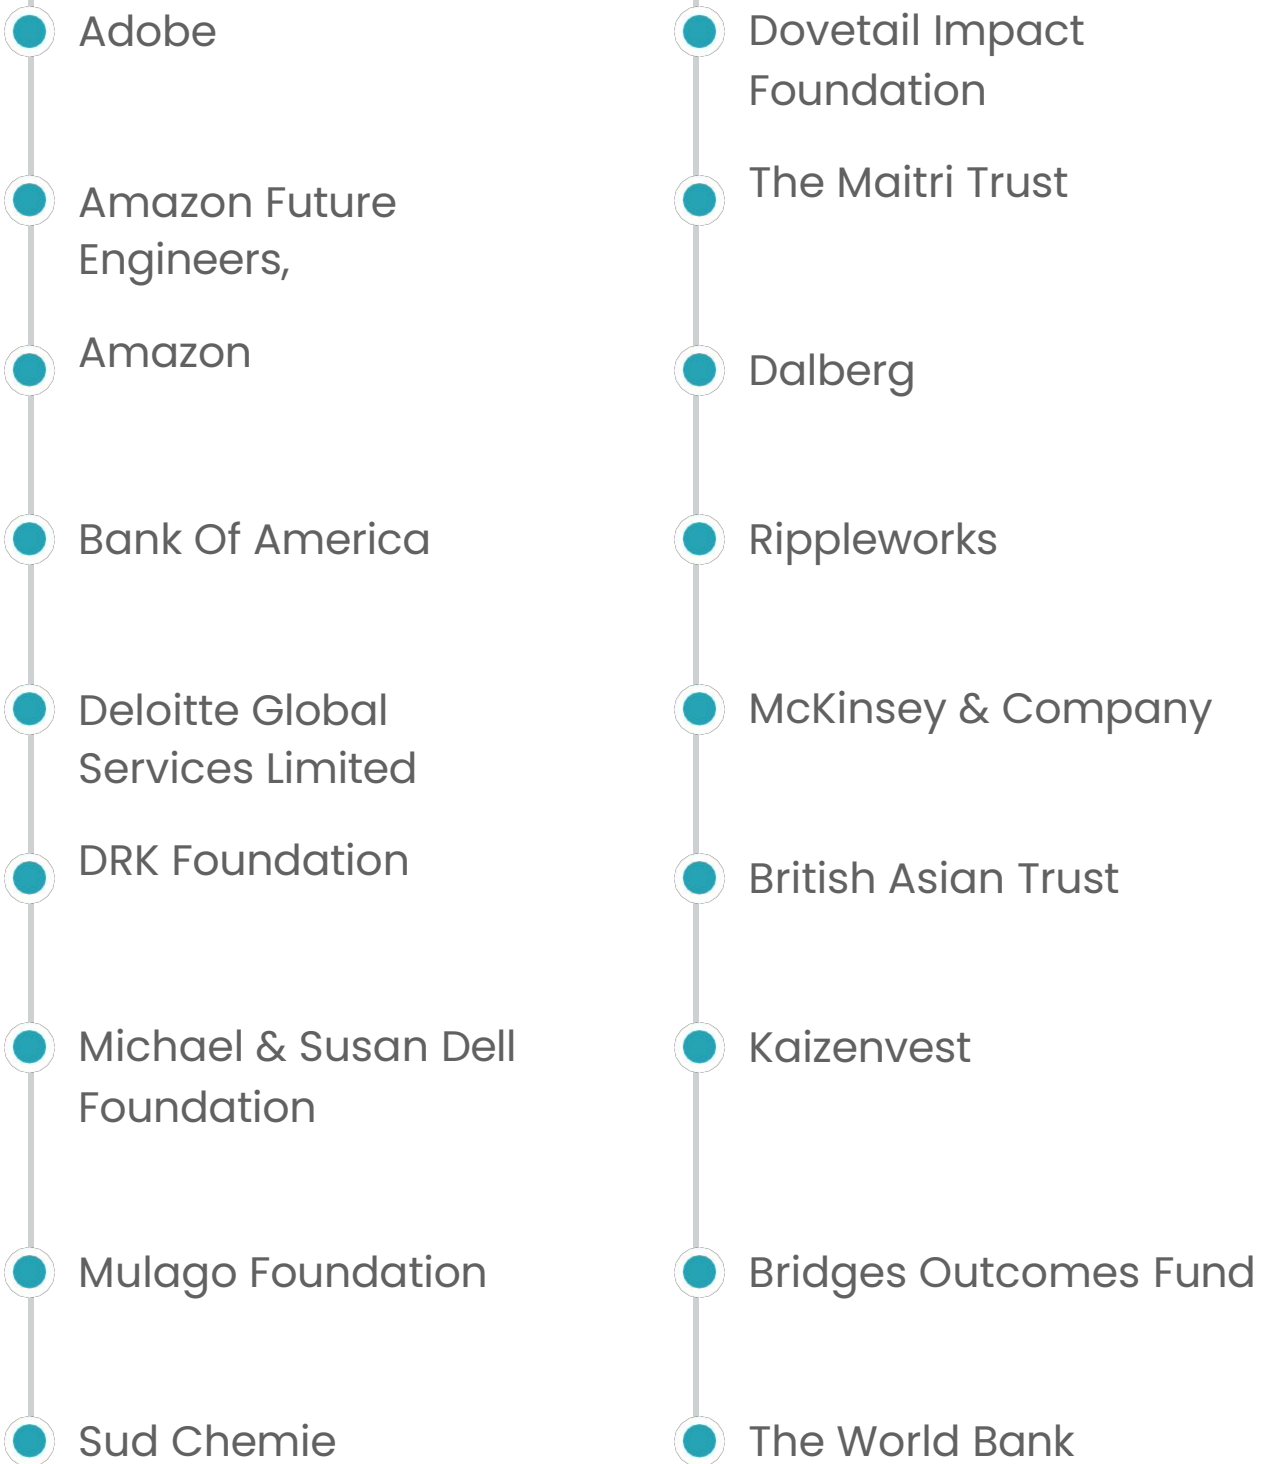 Adobe
Amazon Future
Engineers,
Amazon
Bank Of America
Deloitte Global
Services Limited
DRK Foundation
Michael & Susan Dell
Foundation
Mulago Foundation
Sud Chemie
Dovetail Impact
Foundation
The Maitri Trust
Dalberg
Rippleworks
McKinsey & Company
British Asian Trust
Kaizenvest
Bridges Outcomes Fund
The World Bank